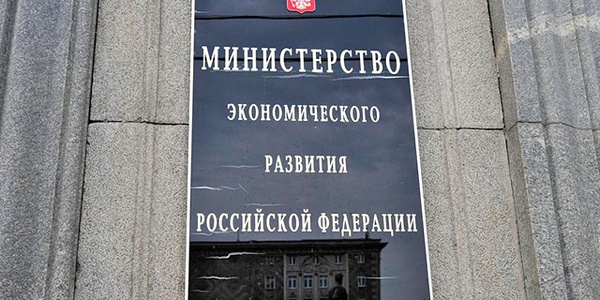 МИНИСТЕРСТВО
ЭКОНОМИЧЕСКОГО
РАЗВИТИЯ
РОССИЙСКОЙ ФЕДЕРАЦИИ